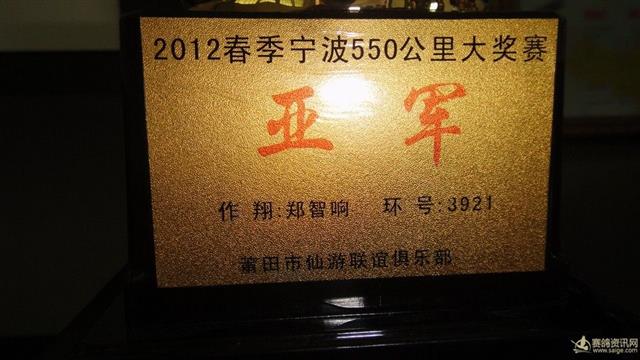 2012春季宁波550公里大奖赛
亚 军
作 翔:郑智响 环 号:3921
莆田市仙游联谊俱乐部
赛鸽资讯网
www.saige.com